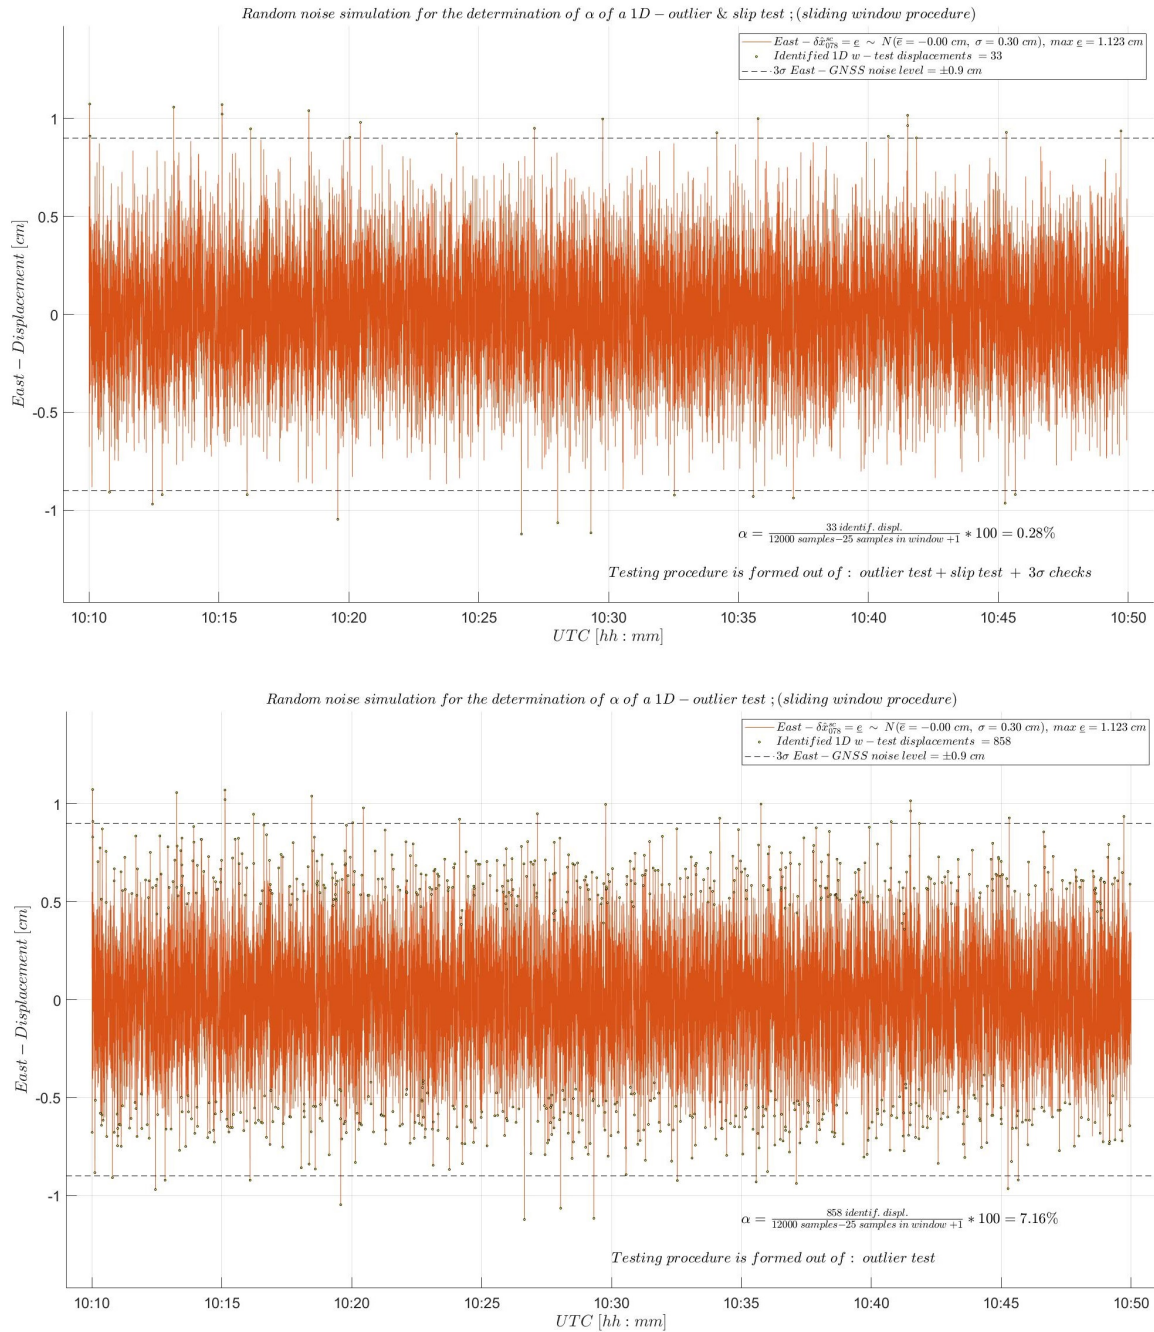 Random noise simulation for the determination of α of a 1D − outlier & slip test ; (sliding window procedure)
East − δx̂ˢᶜ₀₇₈ = e̲ ∼ N(e̅ = −0.00 cm, σ = 0.30 cm), max e̲ = 1.123 cm
Identified 1D w − test displacements = 33
3σ East − GNSS noise level = ±0.9 cm
East − Displacement [cm]
1
0.5
0
-0.5
-1
α = 33 identif. displ. / 12000 samples−25 samples in window +1 ∗ 100 = 0.28%
Testing procedure is formed out of : outlier test + slip test + 3σ checks
10:10 10:15 10:20 10:25 10:30 10:35 10:40 10:45 10:50
UTC [hh : mm]
Random noise simulation for the determination of α of a 1D − outlier test ; (sliding window procedure)
East − δx̂ˢᶜ₀₇₈ = e̲ ∼ N(e̅ = −0.00 cm, σ = 0.30 cm), max e̲ = 1.123 cm
Identified 1D w − test displacements = 858
3σ East − GNSS noise level = ±0.9 cm
East − Displacement [cm]
1
0.5
0
-0.5
-1
α = 858 identif. displ. / 12000 samples−25 samples in window +1 ∗ 100 = 7.16%
Testing procedure is formed out of : outlier test
10:10 10:15 10:20 10:25 10:30 10:35 10:40 10:45 10:50
UTC [hh : mm]